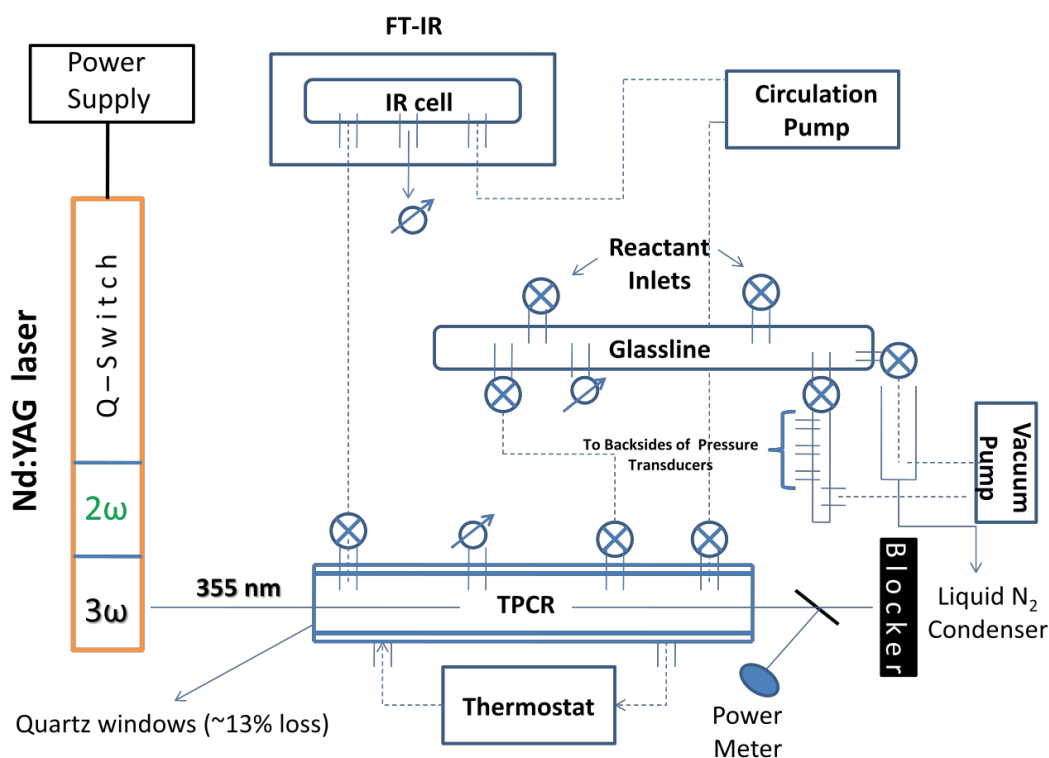 FT-IR
Power
Supply
IR cell
Circulation
Pump
Reactant
Inlets
Glassline
Nd:YAG laser
Q–Switch
2ω
3ω
To Backsides of Pressure
Transducers
Vacuum
Pump
355 nm
TPCR
Blocker
Liquid N₂
Condenser
Thermostat
Quartz windows (~13% loss)
Power
Meter